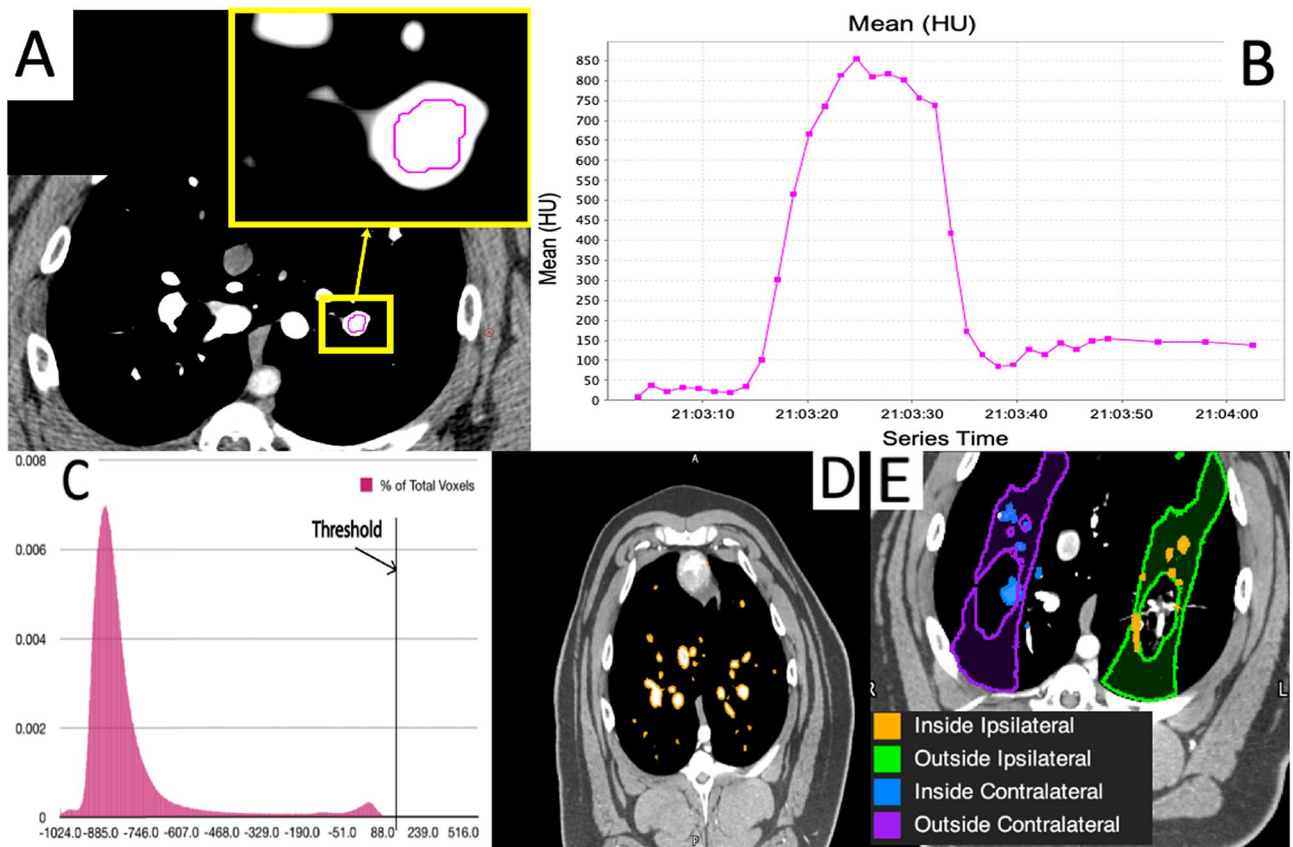 A
Mean (HU)
B
Mean (HU)
850
800
750
700
650
600
550
500
450
400
350
300
250
200
150
100
50
0
21:03:10 21:03:20 21:03:30 21:03:40 21:03:50 21:04:00
Series Time
C
% of Total Voxels
Threshold
0.008
0.006
0.004
0.002
0
-1024.0 -885.0 -746.0 -607.0 -468.0 -329.0 -190.0 -51.0 88.0 239.0 516.0
A
D
P
E
R
L
Inside Ipsilateral
Outside Ipsilateral
Inside Contralateral
Outside Contralateral